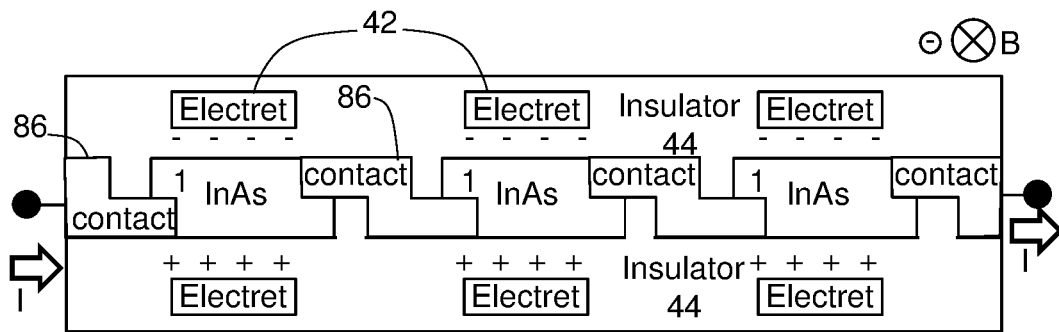 42
⊙ ⊗ B
Electret 86 Electret Insulator Electret
86 - - - - - - - - 44 - - - -
1 InAs contact 1 InAs contact 1 InAs contact
contact
+ + + + + + + + Insulator + + + +
I Electret Electret 44 Electret I